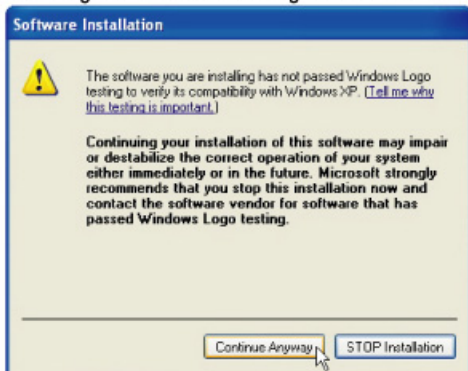 Software Installation
The software you are installing has not passed Windows Logo
testing to verify its compatibility with Windows XP. (Tell me why
this testing is important.)
Continuing your installation of this software may impair
or destabilize the correct operation of your system
either immediately or in the future. Microsoft strongly
recommends that you stop this installation now and
contact the software vendor for software that has
passed Windows Logo testing.
Continue Anyway
STOP Installation